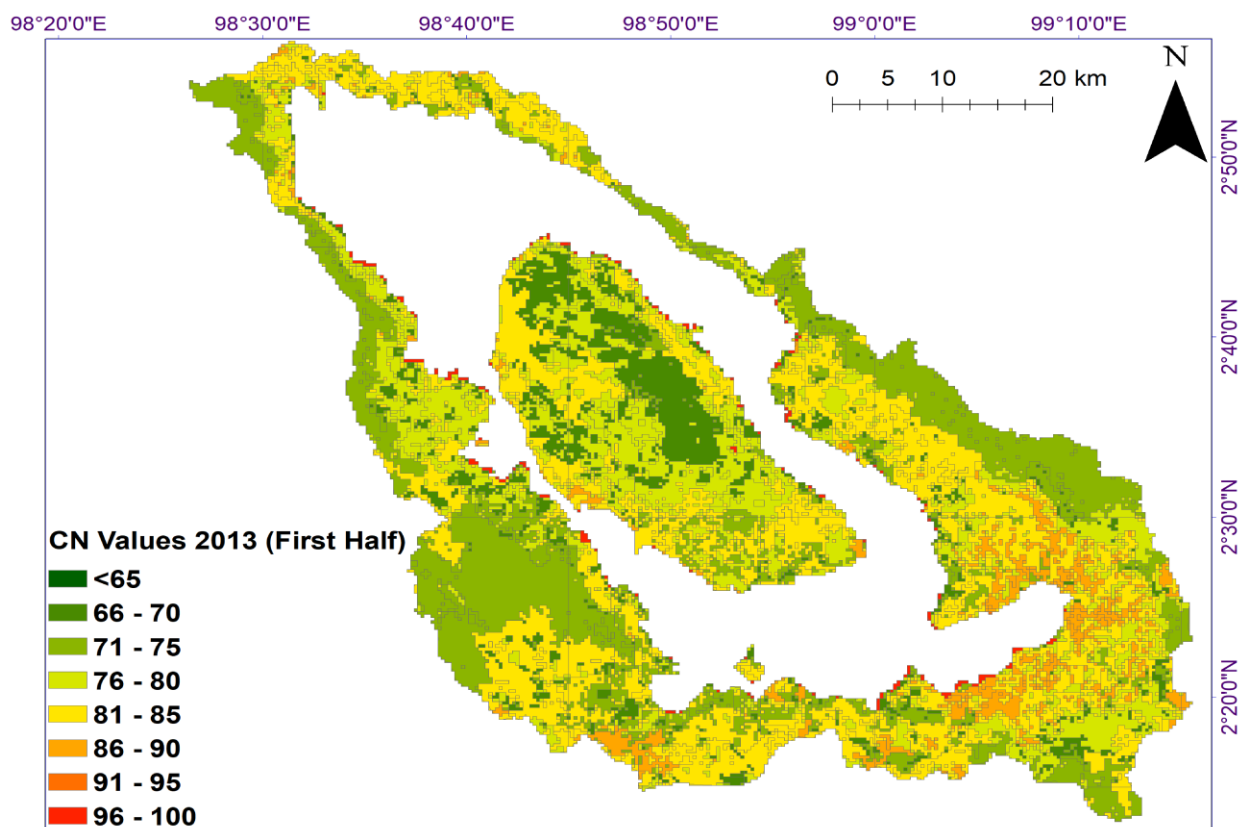 98°20'0"E 98°30'0"E 98°40'0"E 98°50'0"E 99°0'0"E 99°10'0"E
N
0 5 10 20 km
2°50'0"N
2°40'0"N
2°30'0"N
2°20'0"N
CN Values 2013 (First Half)
<65
66 - 70
71 - 75
76 - 80
81 - 85
86 - 90
91 - 95
96 - 100